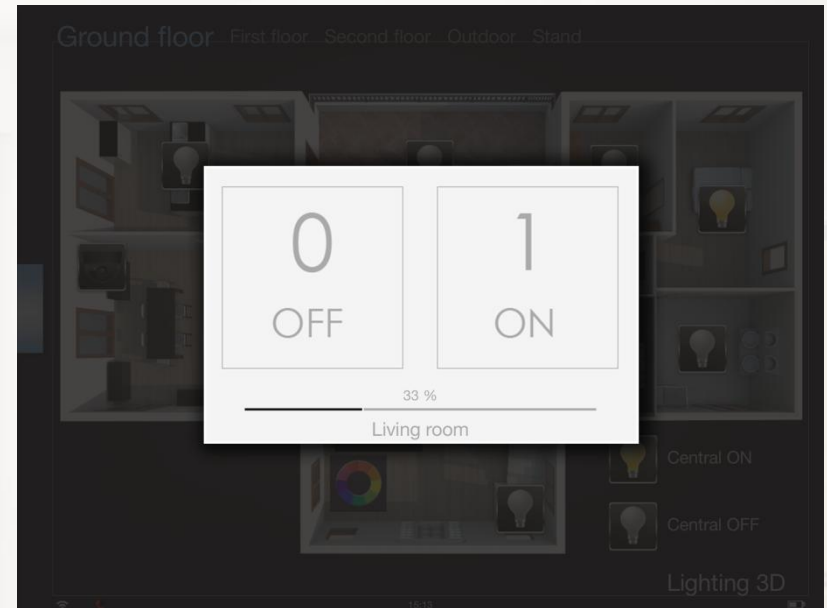 Ground floor First floor Second floor Outdoor Stand
0
OFF
1
ON
33 %
Living room
Central ON
Central OFF
Lighting 3D